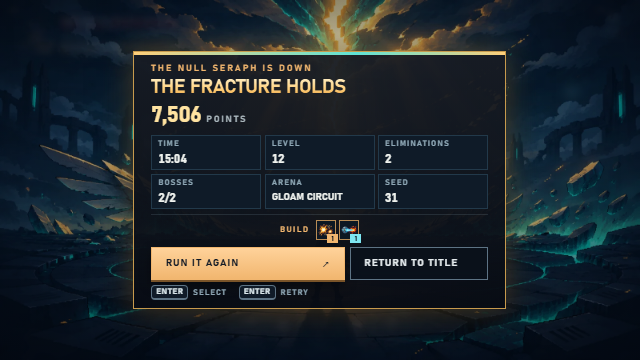 THE NULL SERAPH IS DOWN
THE FRACTURE HOLDS
7,506 POINTS
TIME
15:04
LEVEL
12
ELIMINATIONS
2
BOSSES
2/2
ARENA
GLOAM CIRCUIT
SEED
31
BUILD 1 1
RUN IT AGAIN ↗
RETURN TO TITLE
ENTER SELECT ENTER RETRY